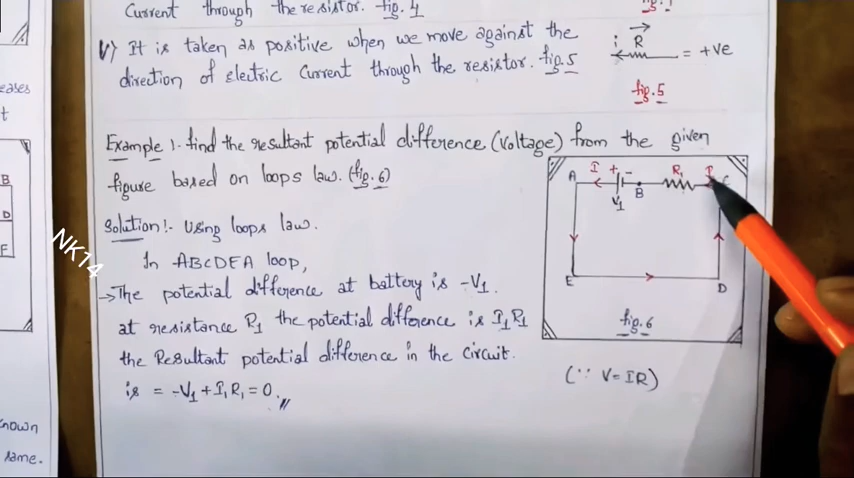 Current through the resistor. fig. 4
V) It is taken as positive when we move against the
direction of electric current through the resistor. fig.5
i R = +ve
fig.5
Example :- find the resultant potential difference (voltage) from the given
figure based on loops law. (fig. 6)
Solution :- Using loops law.
In ABCDEA loop,
→The potential difference at battery is -V1.
at resistance R1 the potential difference is I1R1
the Resultant potential difference in the circuit.
is = -V1 + I1R1 = 0.
A I + - R1 I C
V1 B
E D
fig.6
(∵ V=IR)
eases
t
B
D
F
known
same.
NK14